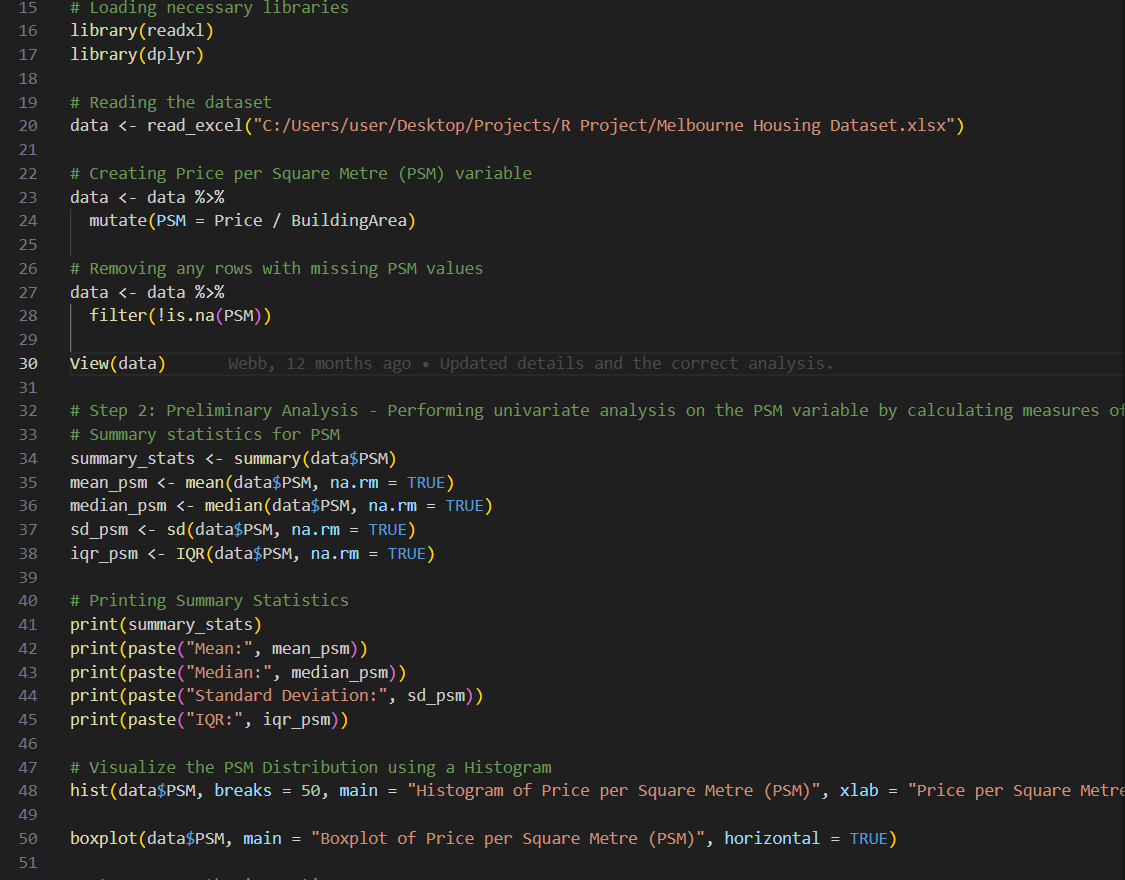 15 # Loading necessary libraries
16 library(readxl)
17 library(dplyr)
18
19 # Reading the dataset
20 data <- read_excel("C:/Users/user/Desktop/Projects/R Project/Melbourne Housing Dataset.xlsx")
21
22 # Creating Price per Square Metre (PSM) variable
23 data <- data %>%
24 mutate(PSM = Price / BuildingArea)
25
26 # Removing any rows with missing PSM values
27 data <- data %>%
28 filter(!is.na(PSM))
29
30 View(data) Webb, 12 months ago • Updated details and the correct analysis.
31
32 # Step 2: Preliminary Analysis - Performing univariate analysis on the PSM variable by calculating measures of
33 # Summary statistics for PSM
34 summary_stats <- summary(data$PSM)
35 mean_psm <- mean(data$PSM, na.rm = TRUE)
36 median_psm <- median(data$PSM, na.rm = TRUE)
37 sd_psm <- sd(data$PSM, na.rm = TRUE)
38 iqr_psm <- IQR(data$PSM, na.rm = TRUE)
39
40 # Printing Summary Statistics
41 print(summary_stats)
42 print(paste("Mean:", mean_psm))
43 print(paste("Median:", median_psm))
44 print(paste("Standard Deviation:", sd_psm))
45 print(paste("IQR:", iqr_psm))
46
47 # Visualize the PSM Distribution using a Histogram
48 hist(data$PSM, breaks = 50, main = "Histogram of Price per Square Metre (PSM)", xlab = "Price per Square Metre
49
50 boxplot(data$PSM, main = "Boxplot of Price per Square Metre (PSM)", horizontal = TRUE)
51